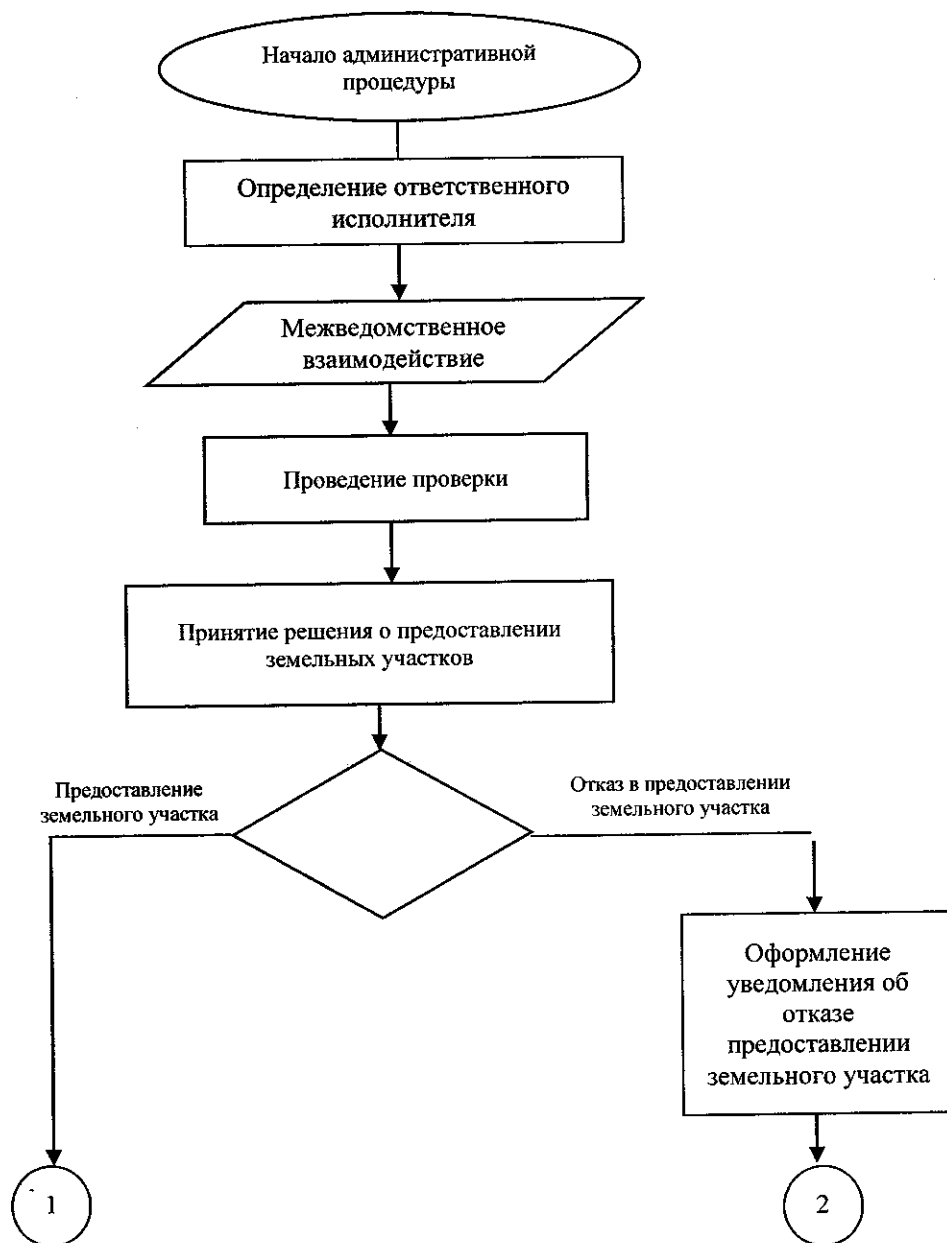 Начало административной
процедуры
Определение ответственного
исполнителя
Межведомственное
взаимодействие
Проведение проверки
Принятие решения о предоставлении
земельных участков
Предоставление
земельного участка
Отказ в предоставлении
земельного участка
Оформление
уведомления об
отказе
предоставлении
земельного участка
1
2